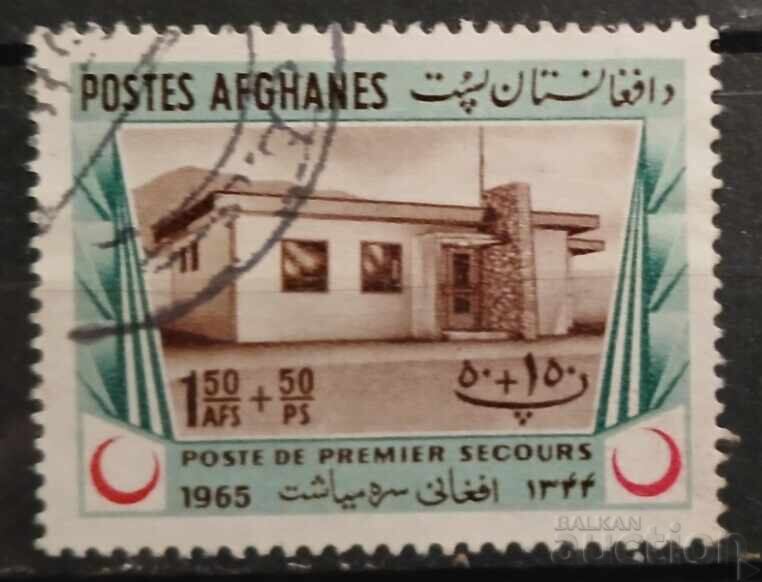 POSTES AFGHANES د افغانستان پست
1 50 AFS + 50 PS ۵۰+۱۵۰ پ
POSTE DE PREMIER SECOURS
1965 افغانی سره میاشت ۱۳۴۴
BALKAN
auction